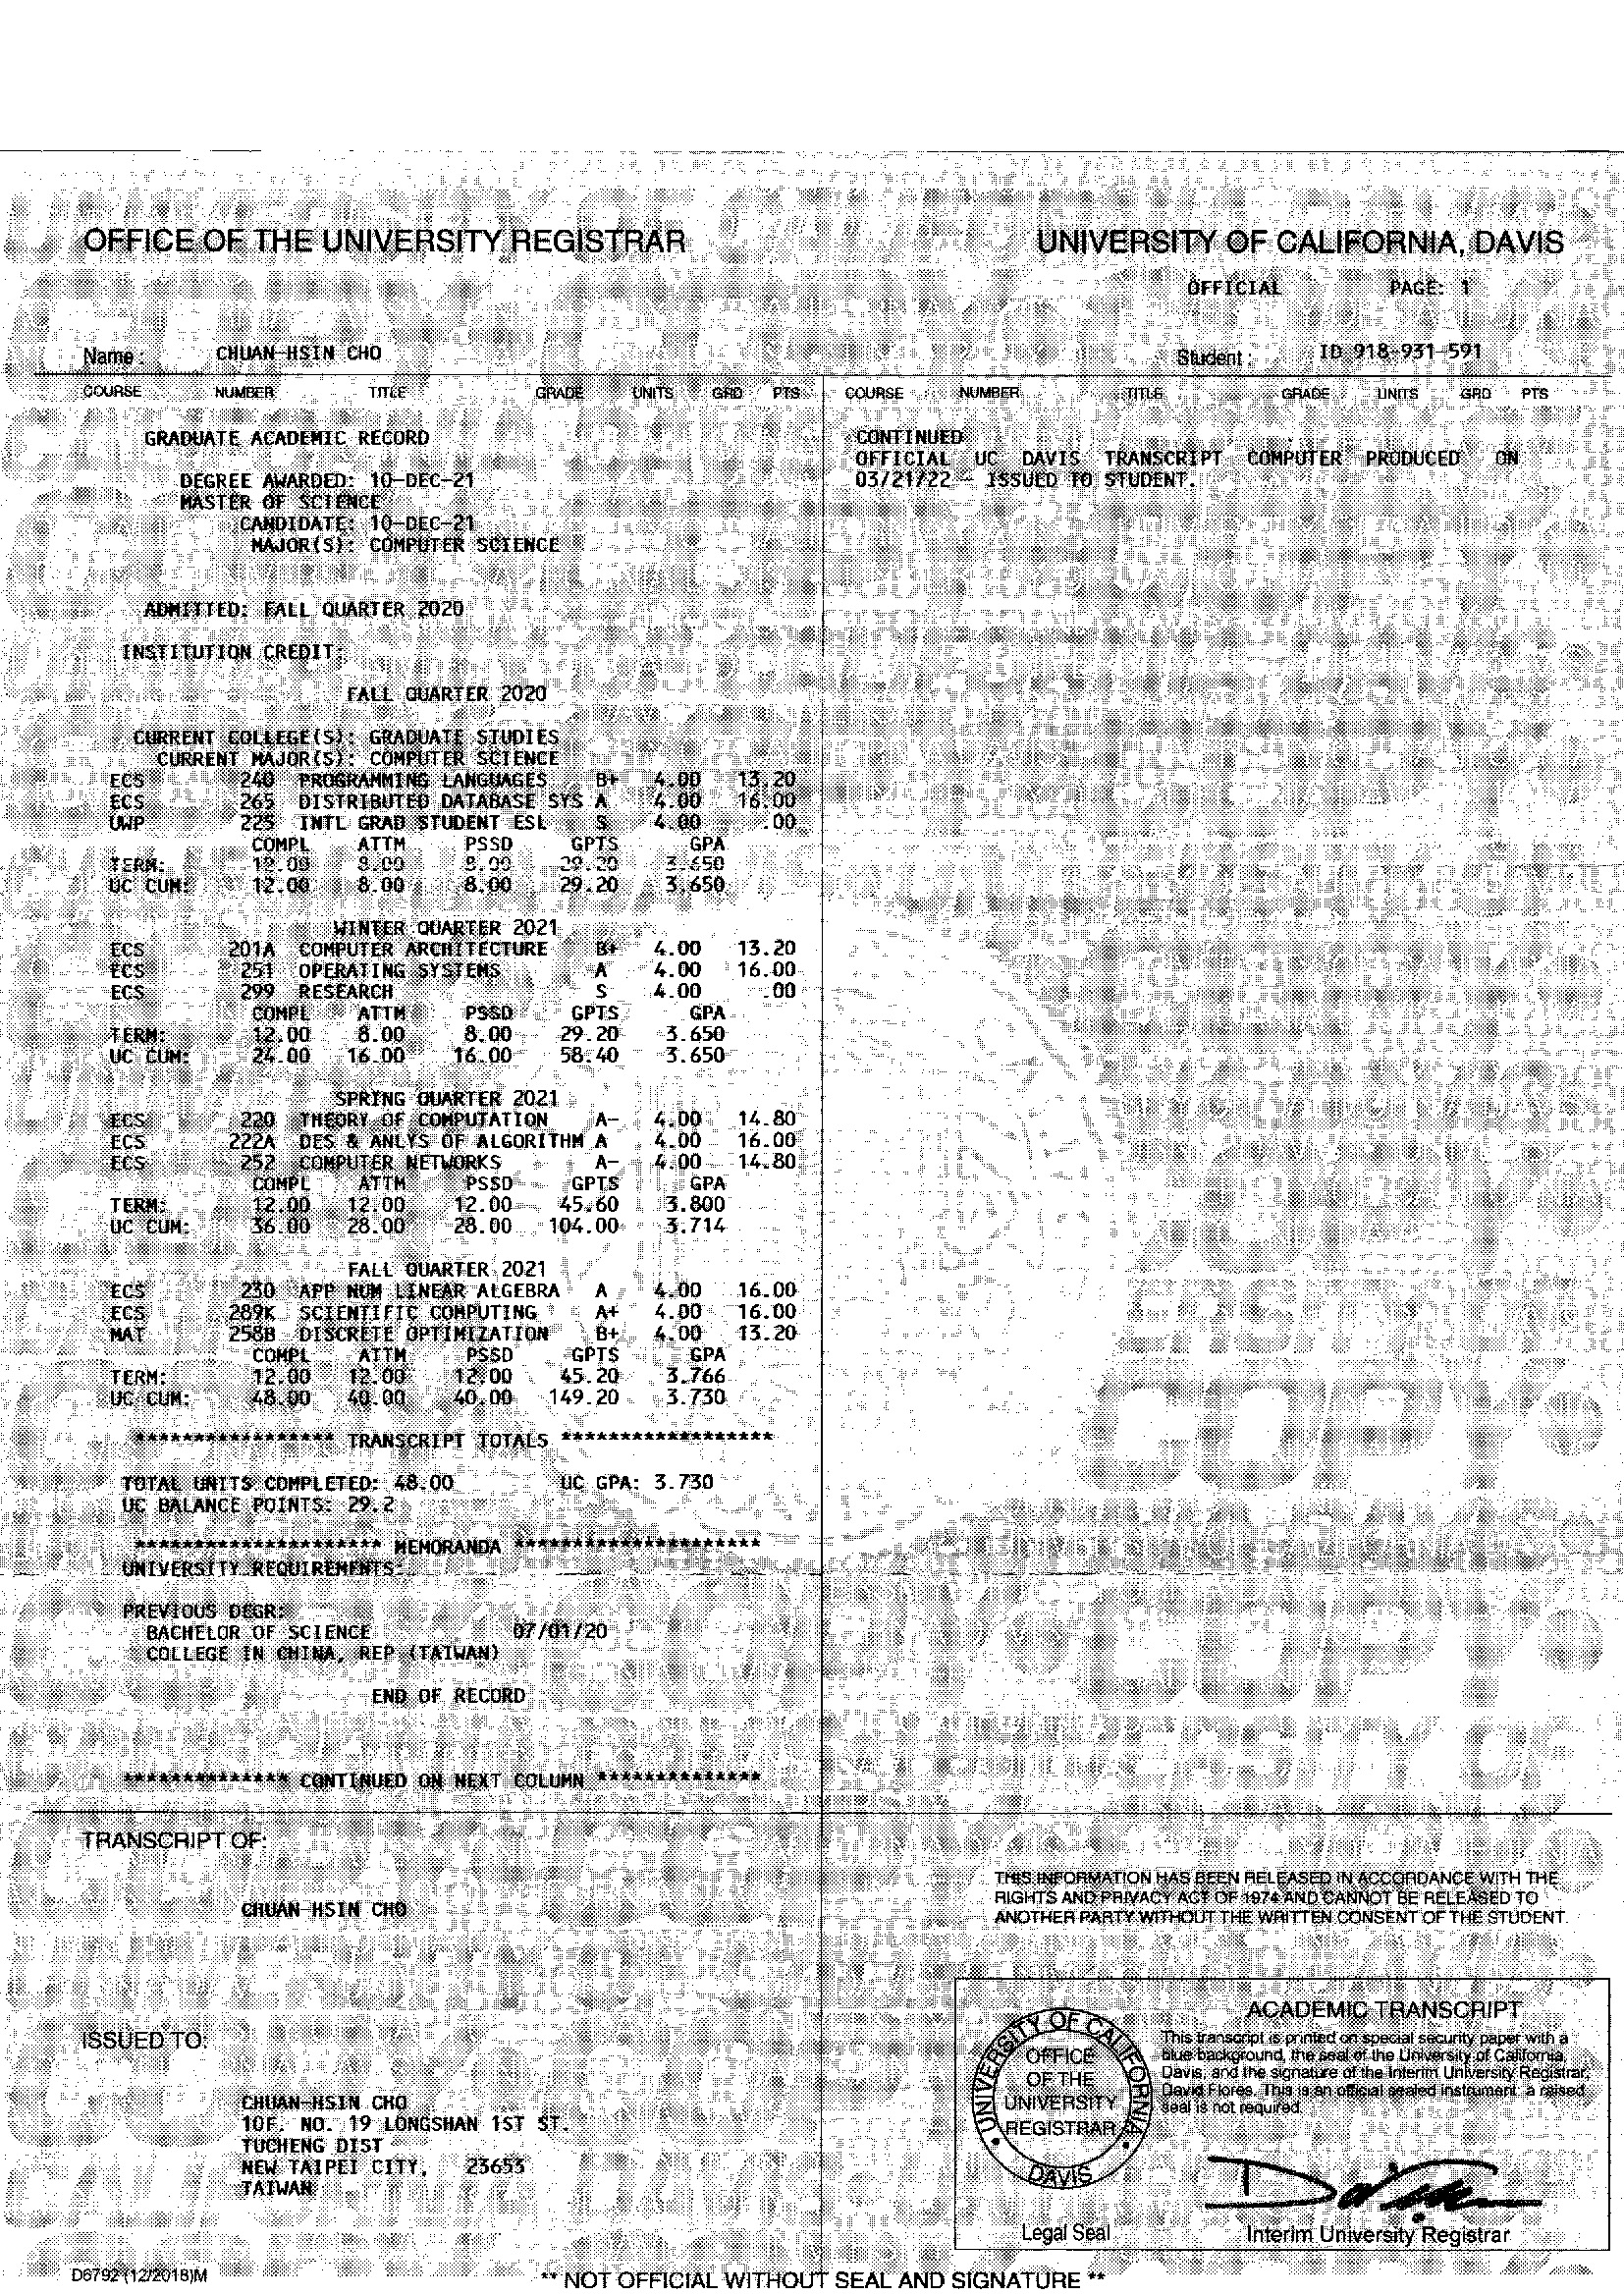 OFFICE OF THE UNIVERSITY REGISTRAR
UNIVERSITY OF CALIFORNIA, DAVIS
OFFICIAL PAGE: 1
Name: CHUAN-HSIN CHO
Student: ID 918-931-591
COURSE NUMBER TITLE GRADE UNITS GRD PTS
COURSE NUMBER TITLE GRADE UNITS GRD PTS
GRADUATE ACADEMIC RECORD
DEGREE AWARDED: 10-DEC-21
MASTER OF SCIENCE
CANDIDATE: 10-DEC-21
MAJOR(S): COMPUTER SCIENCE
ADMITTED: FALL QUARTER 2020
INSTITUTION CREDIT:
FALL QUARTER 2020
CURRENT COLLEGE(S): GRADUATE STUDIES
CURRENT MAJOR(S): COMPUTER SCIENCE
ECS 240 PROGRAMMING LANGUAGES B+ 4.00 13.20
ECS 265 DISTRIBUTED DATABASE SYS A 4.00 16.00
UWP 225 INTL GRAD STUDENT ESL S 4.00 .00
COMPL ATTM PSSD GPTS GPA
TERM: 12.00 8.00 8.00 29.20 3.650
UC CUM: 12.00 8.00 8.00 29.20 3.650
WINTER QUARTER 2021
ECS 201A COMPUTER ARCHITECTURE B+ 4.00 13.20
ECS 251 OPERATING SYSTEMS A 4.00 16.00
ECS 299 RESEARCH S 4.00 .00
COMPL ATTM PSSD GPTS GPA
TERM: 12.00 8.00 8.00 29.20 3.650
UC CUM: 24.00 16.00 16.00 58.40 3.650
SPRING QUARTER 2021
ECS 220 THEORY OF COMPUTATION A- 4.00 14.80
ECS 222A DES & ANLYS OF ALGORITHM A 4.00 16.00
ECS 252 COMPUTER NETWORKS A- 4.00 14.80
COMPL ATTM PSSD GPTS GPA
TERM: 12.00 12.00 12.00 45.60 3.800
UC CUM: 36.00 28.00 28.00 104.00 3.714
FALL QUARTER 2021
ECS 230 APP NUM LINEAR ALGEBRA A 4.00 16.00
ECS 289K SCIENTIFIC COMPUTING A+ 4.00 16.00
MAT 258B DISCRETE OPTIMIZATION B+ 4.00 13.20
COMPL ATTM PSSD GPTS GPA
TERM: 12.00 12.00 12.00 45.20 3.766
UC CUM: 48.00 40.00 40.00 149.20 3.730
***************** TRANSCRIPT TOTALS ******************
TOTAL UNITS COMPLETED: 48.00 UC GPA: 3.730
UC BALANCE POINTS: 29.2
********************* MEMORANDA *********************
UNIVERSITY REQUIREMENTS:
PREVIOUS DEGR:
BACHELOR OF SCIENCE 07/01/20
COLLEGE IN CHINA, REP (TAIWAN)
END OF RECORD
************** CONTINUED ON NEXT COLUMN **************
CONTINUED
OFFICIAL UC DAVIS TRANSCRIPT COMPUTER PRODUCED ON
03/21/22 - ISSUED TO STUDENT.
TRANSCRIPT OF:
CHUAN-HSIN CHO
ISSUED TO:
CHUAN-HSIN CHO
10F. NO. 19 LONGSHAN 1ST ST.
TUCHENG DIST
NEW TAIPEI CITY, 23653
TAIWAN
THIS INFORMATION HAS BEEN RELEASED IN ACCORDANCE WITH THE
RIGHTS AND PRIVACY ACT OF 1974 AND CANNOT BE RELEASED TO
ANOTHER PARTY WITHOUT THE WRITTEN CONSENT OF THE STUDENT.
UNIVERSITY OF CALIFORNIA
DAVIS
OFFICE
OF THE
UNIVERSITY
REGISTRAR
Legal Seal
ACADEMIC TRANSCRIPT
This transcript is printed on special security paper with a
blue background, the seal of the University of California,
Davis, and the signature of the Interim University Registrar,
David Flores. This is an official sealed instrument; a raised
seal is not required.
Interim University Registrar
D6792 (12/2018)M
** NOT OFFICIAL WITHOUT SEAL AND SIGNATURE **